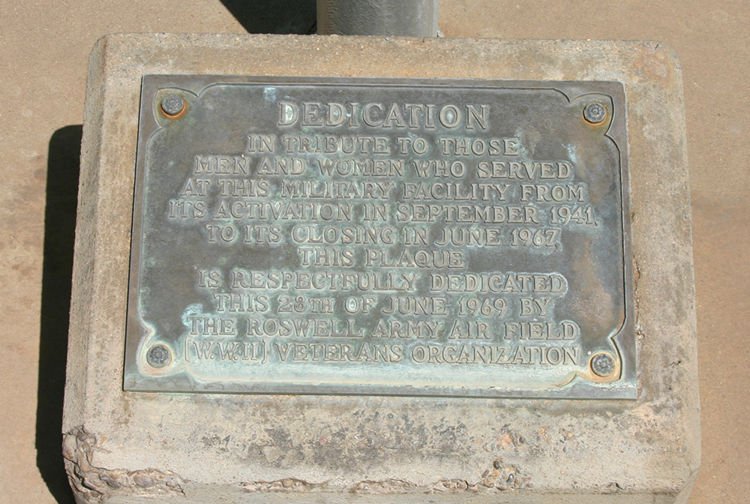 DEDICATION
IN TRIBUTE TO THOSE
MEN AND WOMEN WHO SERVED
AT THIS MILITARY FACILITY FROM
ITS ACTIVATION IN SEPTEMBER 1941,
TO ITS CLOSING IN JUNE 1967,
THIS PLAQUE
IS RESPECTFULLY DEDICATED
THIS 28TH OF JUNE 1969 BY
THE ROSWELL ARMY AIR FIELD
(W.W.II) VETERANS ORGANIZATION